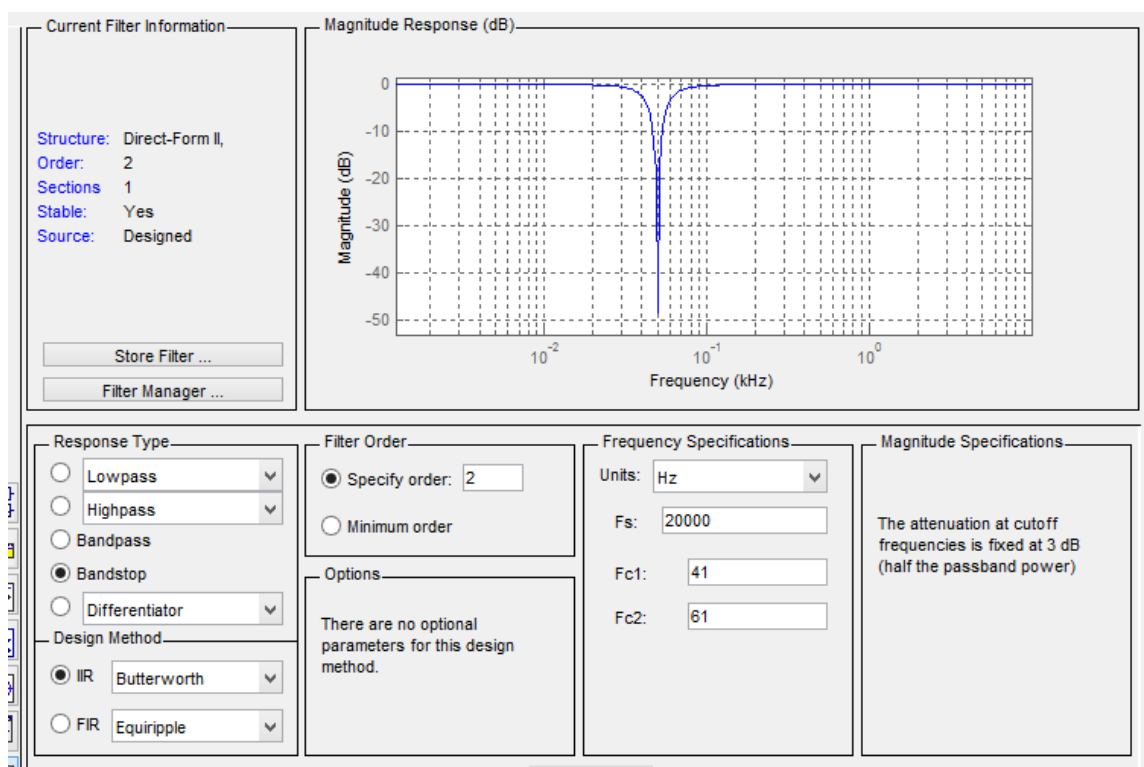 Current Filter Information
Structure: Direct-Form II,
Order: 2
Sections 1
Stable: Yes
Source: Designed
Store Filter ...
Filter Manager ...
Magnitude Response (dB)
Magnitude (dB)
0
-10
-20
-30
-40
-50
10^-2
10^-1
10^0
Frequency (kHz)
Response Type
Lowpass
Highpass
Bandpass
Bandstop
Differentiator
Design Method
IIR Butterworth
FIR Equiripple
Filter Order
Specify order: 2
Minimum order
Options
There are no optional
parameters for this design
method.
Frequency Specifications
Units: Hz
Fs: 20000
Fc1: 41
Fc2: 61
Magnitude Specifications
The attenuation at cutoff
frequencies is fixed at 3 dB
(half the passband power)